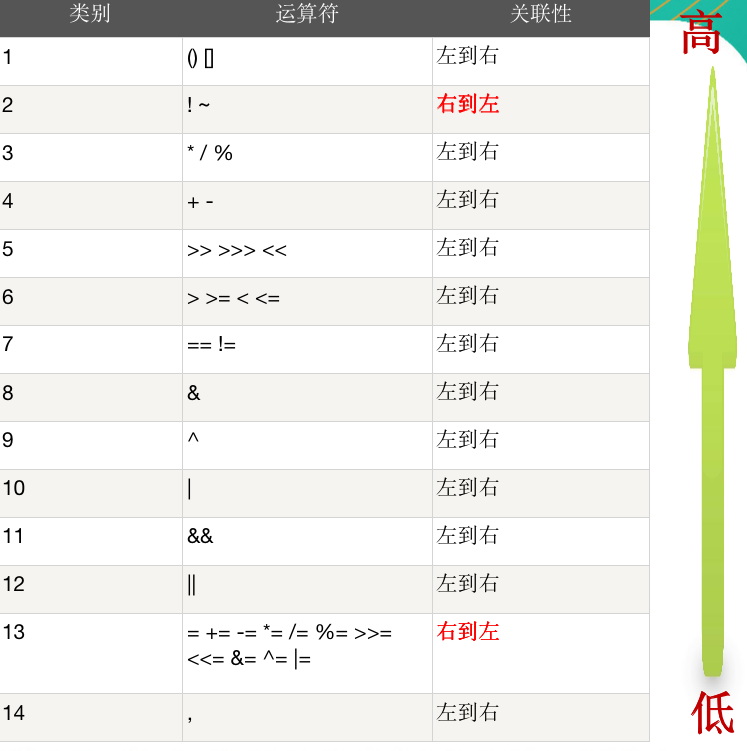 类别 运算符 关联性
高
1 () [] 左到右
2 ! ~ 右到左
3 * / % 左到右
4 + - 左到右
5 >> >>> << 左到右
6 > >= < <= 左到右
7 == != 左到右
8 & 左到右
9 ^ 左到右
10 | 左到右
11 && 左到右
12 || 左到右
13 = += -= *= /= %= >>= 右到左
<<= &= ^= |=
14 , 左到右
低